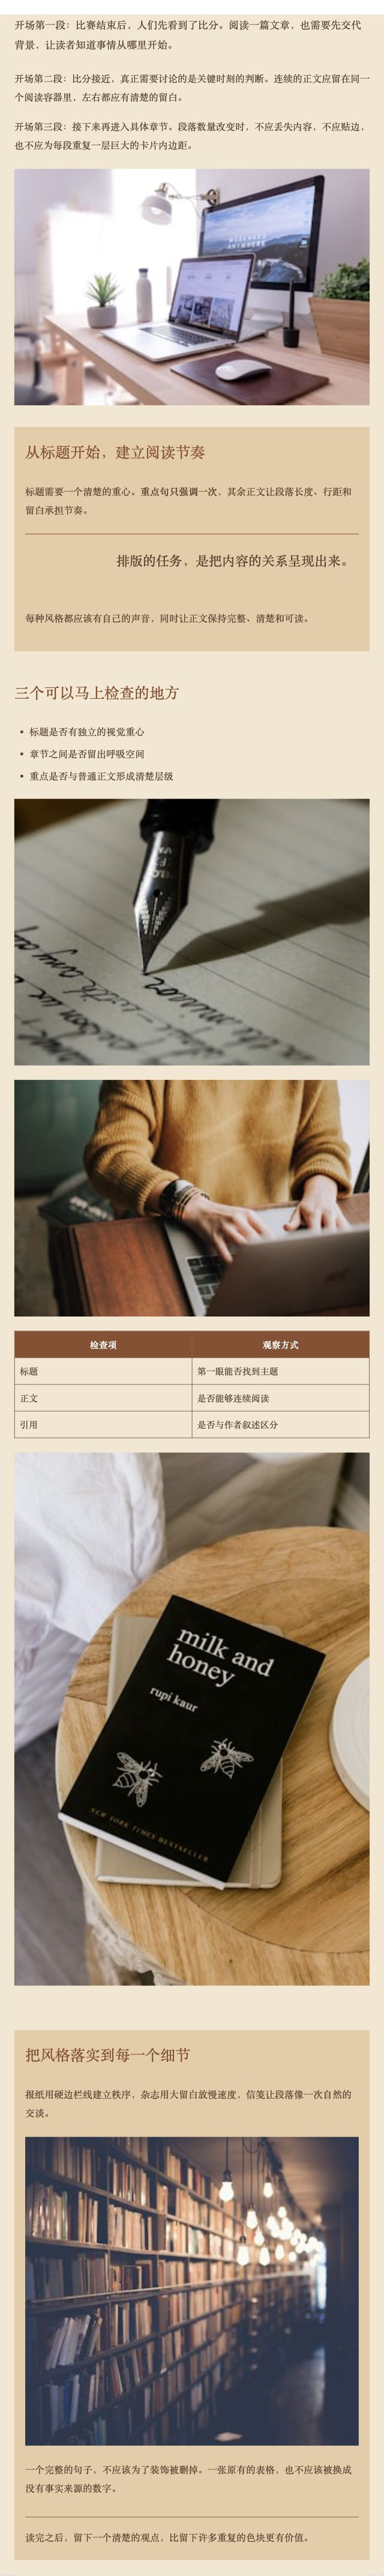 开场第一段：比赛结束后，人们先看到了比分。阅读一篇文章，也需要先交代
背景，让读者知道事情从哪里开始。
开场第二段：比分接近，真正需要讨论的是关键时刻的判断。连续的正文应留在同一
个阅读容器里，左右都应有清楚的留白。
开场第三段：接下来再进入具体章节。段落数量改变时，不应丢失内容，不应贴边，
也不应为每段重复一层巨大的卡片内边距。
从标题开始，建立阅读节奏
标题需要一个清楚的重心。重点句只强调一次，其余正文让段落长度、行距和
留白承担节奏。
排版的任务，是把内容的关系呈现出来。
每种风格都应该有自己的声音，同时让正文保持完整、清楚和可读。
三个可以马上检查的地方
• 标题是否有独立的视觉重心
• 章节之间是否留出呼吸空间
• 重点是否与普通正文形成清楚层级
检查项 观察方式
标题 第一眼能否找到主题
正文 是否能够连续阅读
引用 是否与作者叙述区分
milk and
honey
rupi kaur
NEW YORK TIMES BESTSELLER
把风格落实到每一个细节
报纸用硬边栏线建立秩序，杂志用大留白放慢速度，信笺让段落像一次自然的
交谈。
一个完整的句子，不应该为了装饰被删掉。一张原有的表格，也不应该被换成
没有事实来源的数字。
读完之后，留下一个清楚的观点，比留下许多重复的色块更有价值。